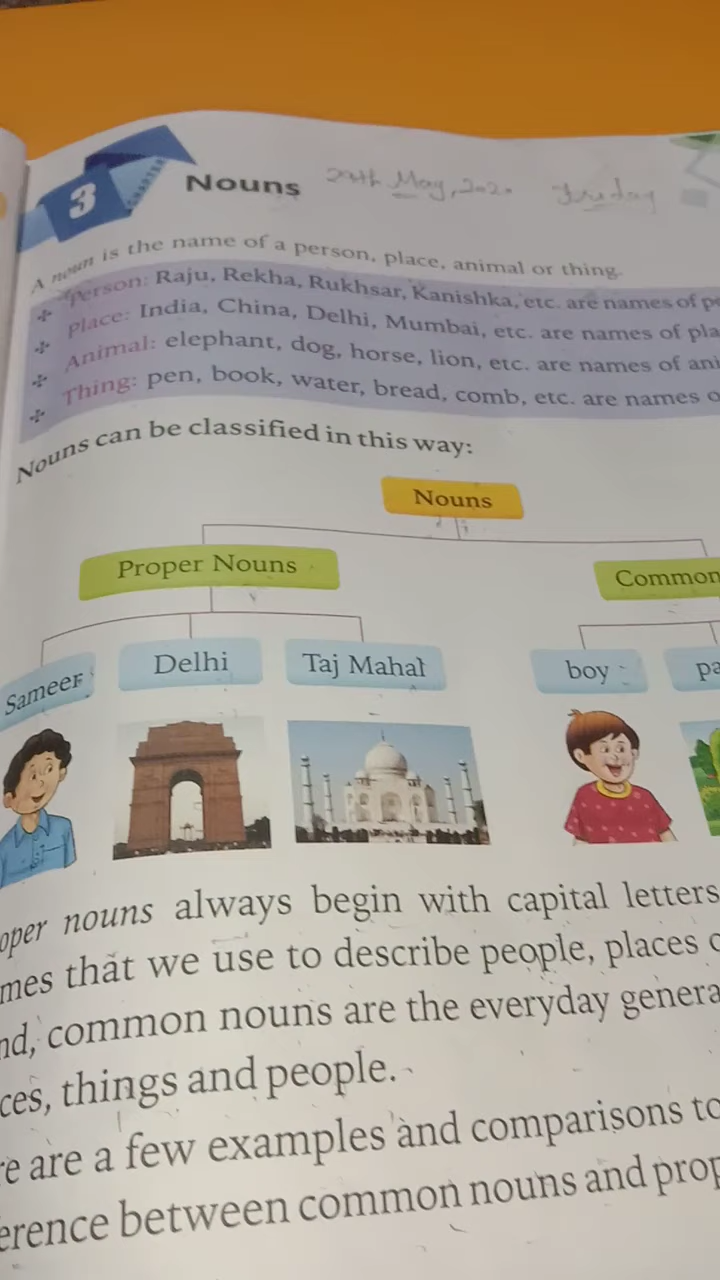 3 CHAPTER Nouns May, 2020 Friday
A noun is the name of a person, place, animal or thing.
Person: Raju, Rekha, Rukhsar, Kanishka, etc. are names of
Place: India, China, Delhi, Mumbai, etc. are names of
Animal: elephant, dog, horse, lion, etc. are names of
Thing: pen, book, water, bread, comb, etc. are names
Nouns can be classified in this way:
Nouns
Proper Nouns Common
Sameer Delhi Taj Mahal boy pa
oper nouns always begin with capital letters
mes that we use to describe people, places
nd, common nouns are the everyday genera
ces, things and people.
re are a few examples and comparisons to
erence between common nouns and prop